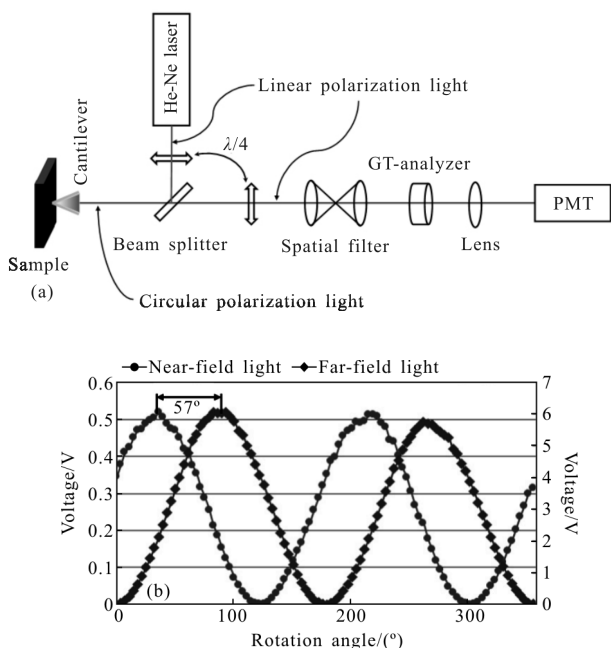 He-Ne laser
Cantilever
Linear polarization light
λ/4
GT-analyzer
PMT
Beam splitter
Spatial filter
Lens
Sample
(a)
Circular polarization light
Near-field light Far-field light
0.6
0.5
0.4
0.3
0.2
0.1
0
7
6
5
4
3
2
1
0
57°
Voltage/V
Voltage/V
(b)
0 100 200 300
Rotation angle/(°)